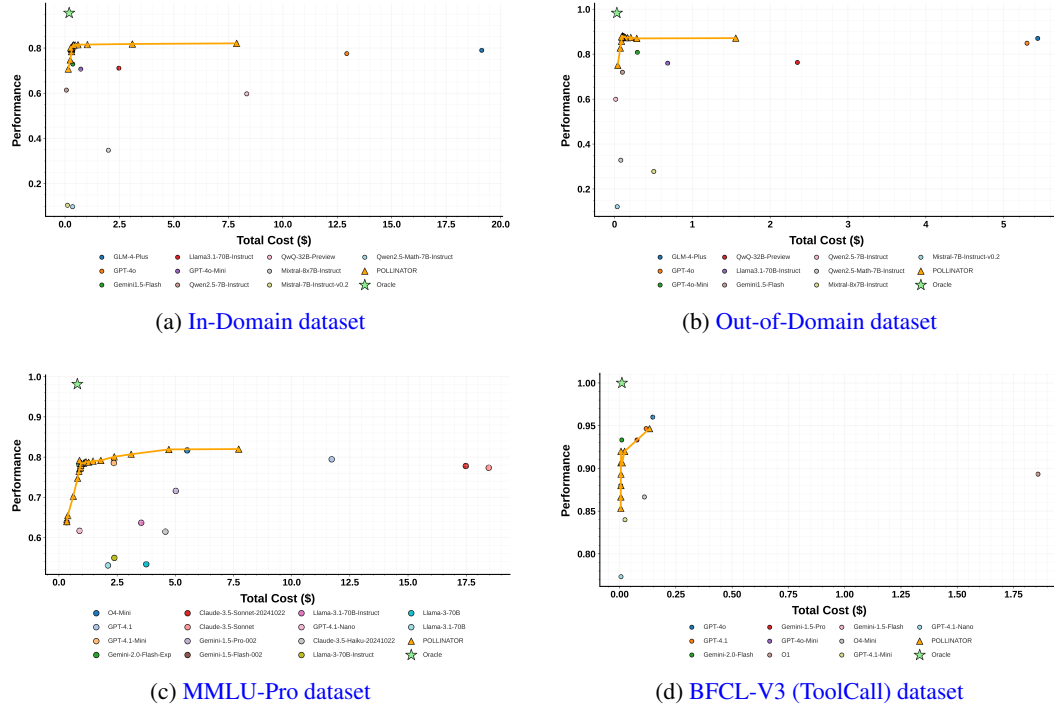 1.0
0.8
0.6
0.4
0.2
Performance
0.0 2.5 5.0 7.5 10.0 12.5 15.0 17.5 20.0
Total Cost ($)
GLM-4-Plus Llama3.1-70B-Instruct QwQ-32B-Preview Qwen2.5-Math-7B-Instruct
GPT-4o GPT-4o-Mini Mixtral-8x7B-Instruct POLLINATOR
Gemini1.5-Flash Qwen2.5-7B-Instruct Mistral-7B-Instruct-v0.2 Oracle
(a) In-Domain dataset
1.0
0.8
0.6
0.4
0.2
Performance
0 1 2 3 4 5
Total Cost ($)
GLM-4-Plus QwQ-32B-Preview Qwen2.5-7B-Instruct Mistral-7B-Instruct-v0.2
GPT-4o Llama3.1-70B-Instruct Qwen2.5-Math-7B-Instruct POLLINATOR
GPT-4o-Mini Gemini1.5-Flash Mixtral-8x7B-Instruct Oracle
(b) Out-of-Domain dataset
1.0
0.9
0.8
0.7
0.6
Performance
0.0 2.5 5.0 7.5 10.0 12.5 15.0 17.5
Total Cost ($)
O4-Mini Claude-3.5-Sonnet-20241022 Llama-3.1-70B-Instruct Llama-3-70B
GPT-4.1 Claude-3.5-Sonnet GPT-4.1-Nano Llama-3.1-70B
GPT-4.1-Mini Gemini-1.5-Pro-002 Claude-3.5-Haiku-20241022 POLLINATOR
Gemini-2.0-Flash-Exp Gemini-1.5-Flash-002 Llama-3-70B-Instruct Oracle
(c) MMLU-Pro dataset
1.00
0.95
0.90
0.85
0.80
Performance
0.00 0.25 0.50 0.75 1.00 1.25 1.50 1.75
Total Cost ($)
GPT-4o Gemini-1.5-Pro Gemini-1.5-Flash GPT-4.1-Nano
GPT-4.1 GPT-4o-Mini O4-Mini POLLINATOR
Gemini-2.0-Flash O1 GPT-4.1-Mini Oracle
(d) BFCL-V3 (ToolCall) dataset